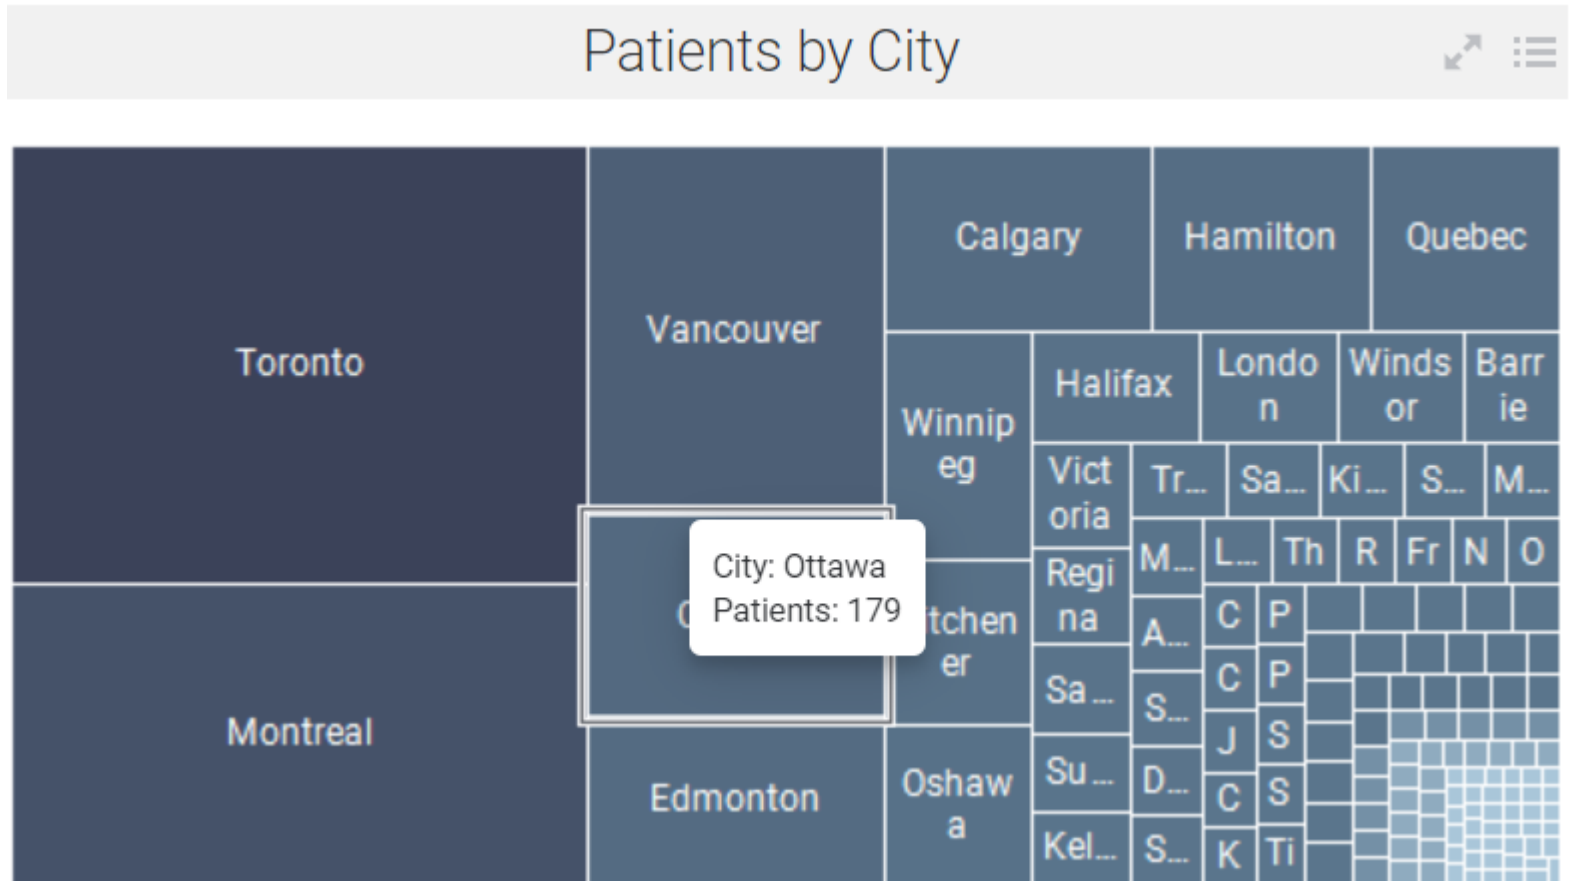 Patients by City
Toronto
Montreal
Vancouver
City: Ottawa
Patients: 179
Edmonton
Calgary
Hamilton
Quebec
Winnip
eg
itchen
er
Oshaw
a
Halifax
Londo
n
Winds
or
Barr
ie
Vict
oria
Regi
na
Sa...
Su...
Kel...
Tr...
Sa...
Ki...
S...
M...
M...
A...
S...
D...
S...
L...
Th
R
Fr
N
O
C
C
J
C
K
P
P
S
S
Ti